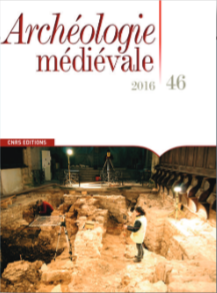 Archéologie
médiévale
2016 46
CNRS EDITIONS